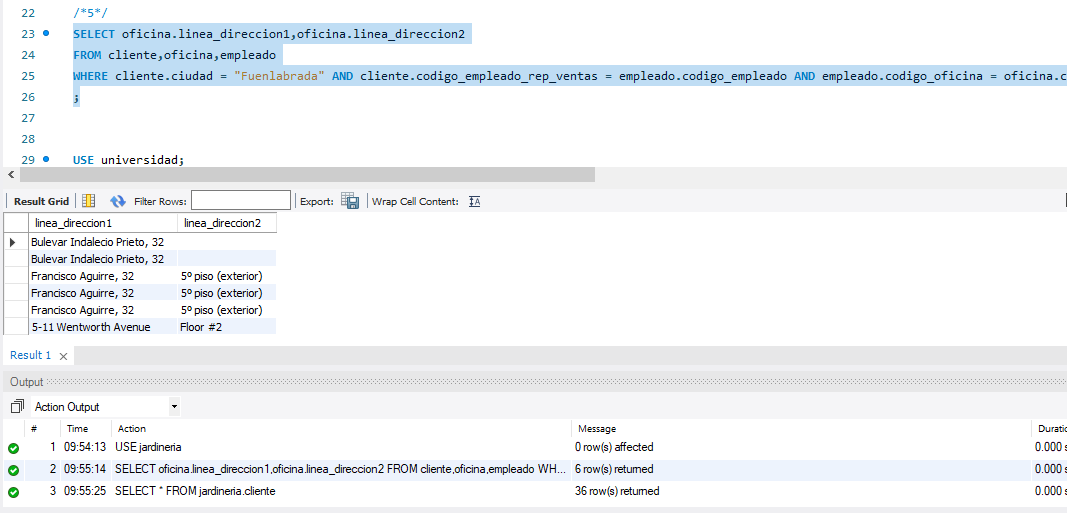 22 /*5*/
23 SELECT oficina.linea_direccion1,oficina.linea_direccion2
24 FROM cliente,oficina,empleado
25 WHERE cliente.ciudad = "Fuenlabrada" AND cliente.codigo_empleado_rep_ventas = empleado.codigo_empleado AND empleado.codigo_oficina = oficina.c
26 ;
27
28
29 USE universidad;
Result Grid Filter Rows: Export: Wrap Cell Content: IA
linea_direccion1 linea_direccion2
Bulevar Indalecio Prieto, 32
Bulevar Indalecio Prieto, 32
Francisco Aguirre, 32 5º piso (exterior)
Francisco Aguirre, 32 5º piso (exterior)
Francisco Aguirre, 32 5º piso (exterior)
5-11 Wentworth Avenue Floor #2
Result 1 ×
Output
Action Output
# Time Action Message Duratio
1 09:54:13 USE jardineria 0 row(s) affected 0.000 s
2 09:55:14 SELECT oficina.linea_direccion1,oficina.linea_direccion2 FROM cliente,oficina,empleado WH... 6 row(s) returned 0.000 s
3 09:55:25 SELECT * FROM jardineria.cliente 36 row(s) returned 0.000 s